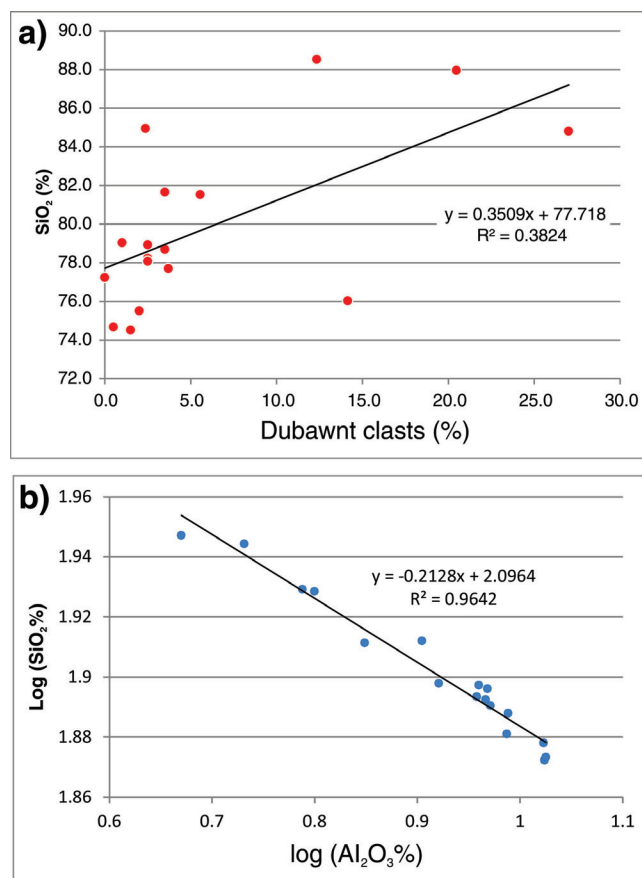 a)
90.0
88.0
86.0
84.0
82.0
80.0
78.0
76.0
74.0
72.0
SiO₂ (%)
y = 0.3509x + 77.718
R² = 0.3824
0.0 5.0 10.0 15.0 20.0 25.0 30.0
Dubawnt clasts (%)
b)
1.96
1.94
1.92
1.9
1.88
1.86
Log (SiO₂%)
y = -0.2128x + 2.0964
R² = 0.9642
0.6 0.7 0.8 0.9 1 1.1
log (Al₂O₃%)